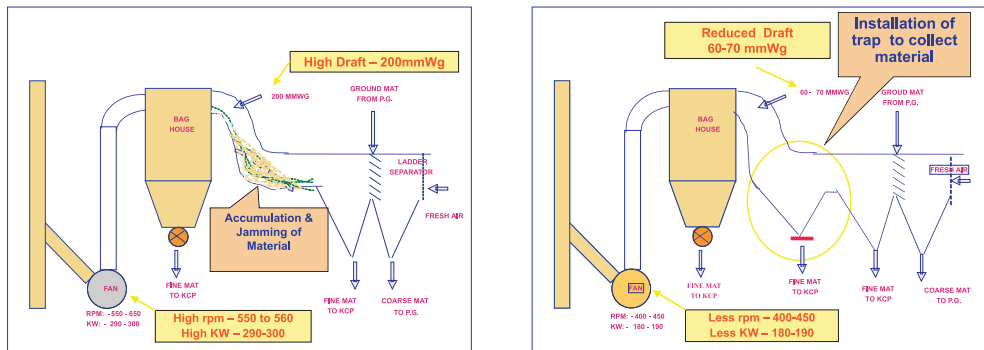 High Draft – 200mmWg
200 MMWG
GROUND MAT
FROM P.G.
BAG
HOUSE
LADDER
SEPARATOR
FRESH AIR
Accumulation &
Jamming of
Material
FAN
RPM: - 550 - 650
KW: - 290 - 300
FINE MAT
TO KCP
FINE MAT
TO KCP
COARSE MAT
TO P.G.
High rpm – 550 to 560
High KW – 290-300
Reduced Draft
60-70 mmWg
Installation of
trap to collect
material
60 - 70 MMWG
GROUD MAT
FROM P.G.
BAG
HOUSE
FRESH AIR
FAN
RPM: - 400 - 450
KW: - 180 - 190
FINE MAT
TO KCP
FINE MAT
TO KCP
FINE MAT
TO KCP
COARSE MAT
TO P.G.
Less rpm – 400-450
Less KW – 180-190